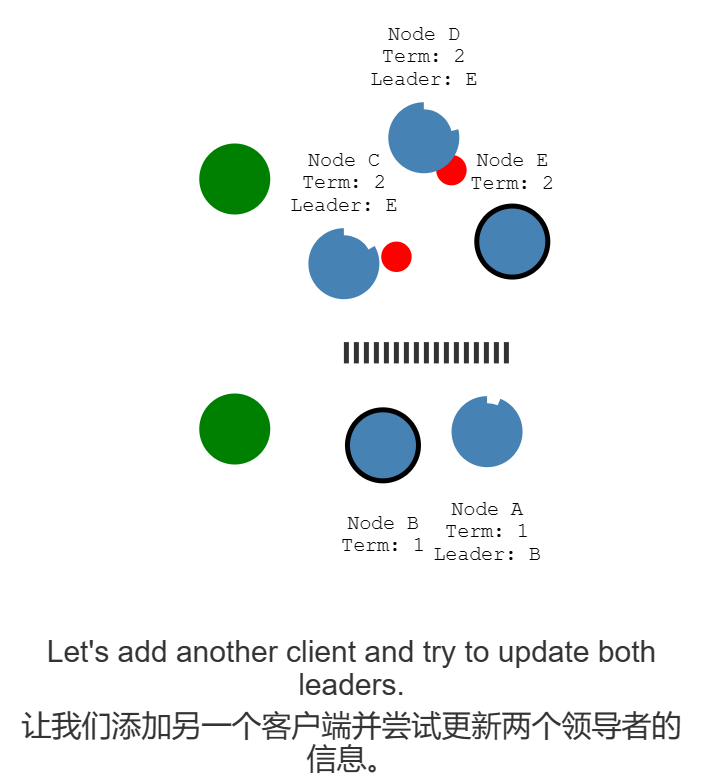 Node D
Term: 2
Leader: E
Node C
Term: 2
Leader: E
Node E
Term: 2
Node B
Term: 1
Node A
Term: 1
Leader: B
Let's add another client and try to update both
leaders.
让我们添加另一个客户端并尝试更新两个领导者的
信息。